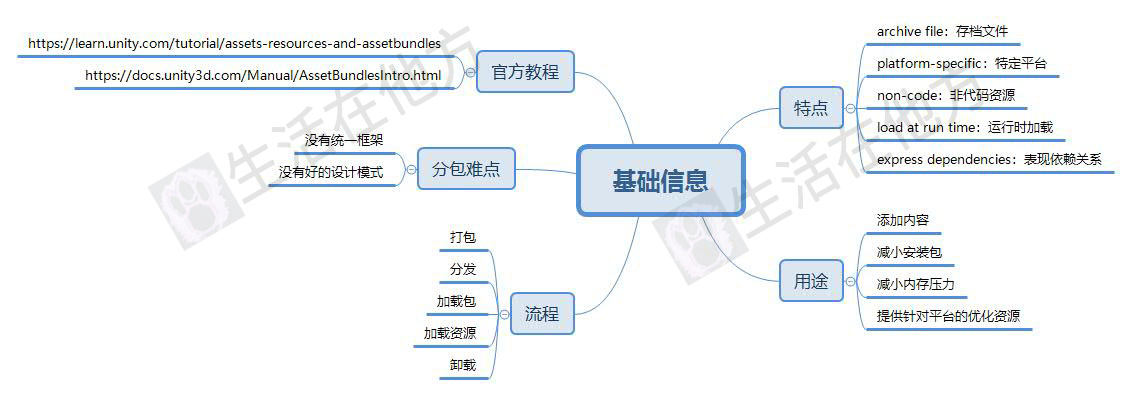 基础信息
特点
archive file：存档文件
platform-specific：特定平台
non-code：非代码资源
load at run time：运行时加载
express dependencies：表现依赖关系
用途
添加内容
减小安装包
减小内存压力
提供针对平台的优化资源
官方教程
https://learn.unity.com/tutorial/assets-resources-and-assetbundles
https://docs.unity3d.com/Manual/AssetBundlesIntro.html
分包难点
没有统一框架
没有好的设计模式
流程
打包
分发
加载包
加载资源
卸载
生活在他方
生活在他方